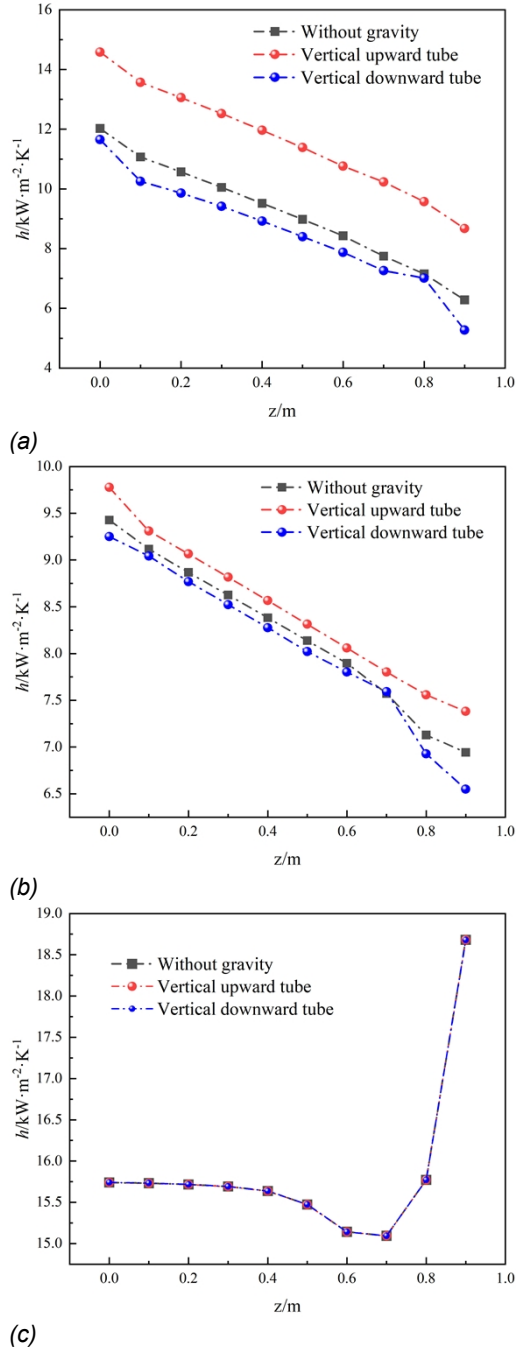 16
14
12
10
8
6
4
h/kW·m-2·K-1
Without gravity
Vertical upward tube
Vertical downward tube
0.0 0.2 0.4 0.6 0.8 1.0
z/m
(a)
10.0
9.5
9.0
8.5
8.0
7.5
7.0
6.5
h/kW·m-2·K-1
Without gravity
Vertical upward tube
Vertical downward tube
0.0 0.2 0.4 0.6 0.8 1.0
z/m
(b)
19.0
18.5
18.0
17.5
17.0
16.5
16.0
15.5
15.0
h/kW·m-2·K-1
Without gravity
Vertical upward tube
Vertical downward tube
0.0 0.2 0.4 0.6 0.8 1.0
z/m
(c)